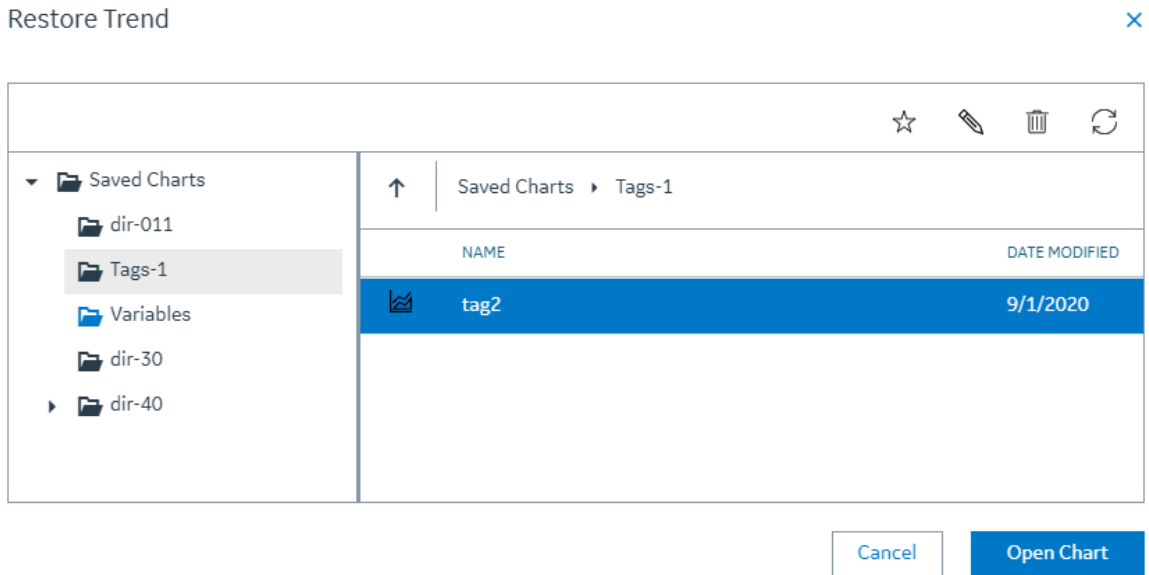 Restore Trend
Saved Charts
dir-011
Tags-1
Variables
dir-30
dir-40
Saved Charts Tags-1
NAME DATE MODIFIED
tag2 9/1/2020
Cancel Open Chart